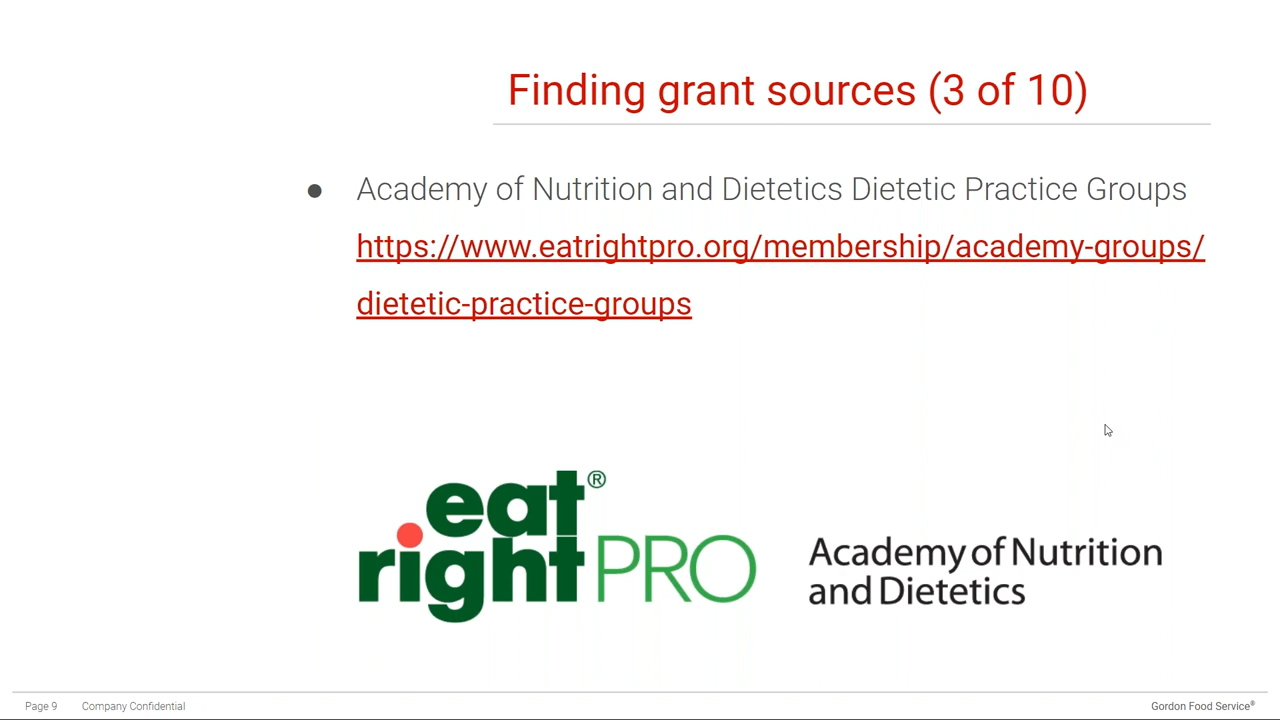 Finding grant sources (3 of 10)
● Academy of Nutrition and Dietetics Dietetic Practice Groups
https://www.eatrightpro.org/membership/academy-groups/
dietetic-practice-groups
eat®
right PRO
Academy of Nutrition
and Dietetics
Page 9 Company Confidential Gordon Food Service®